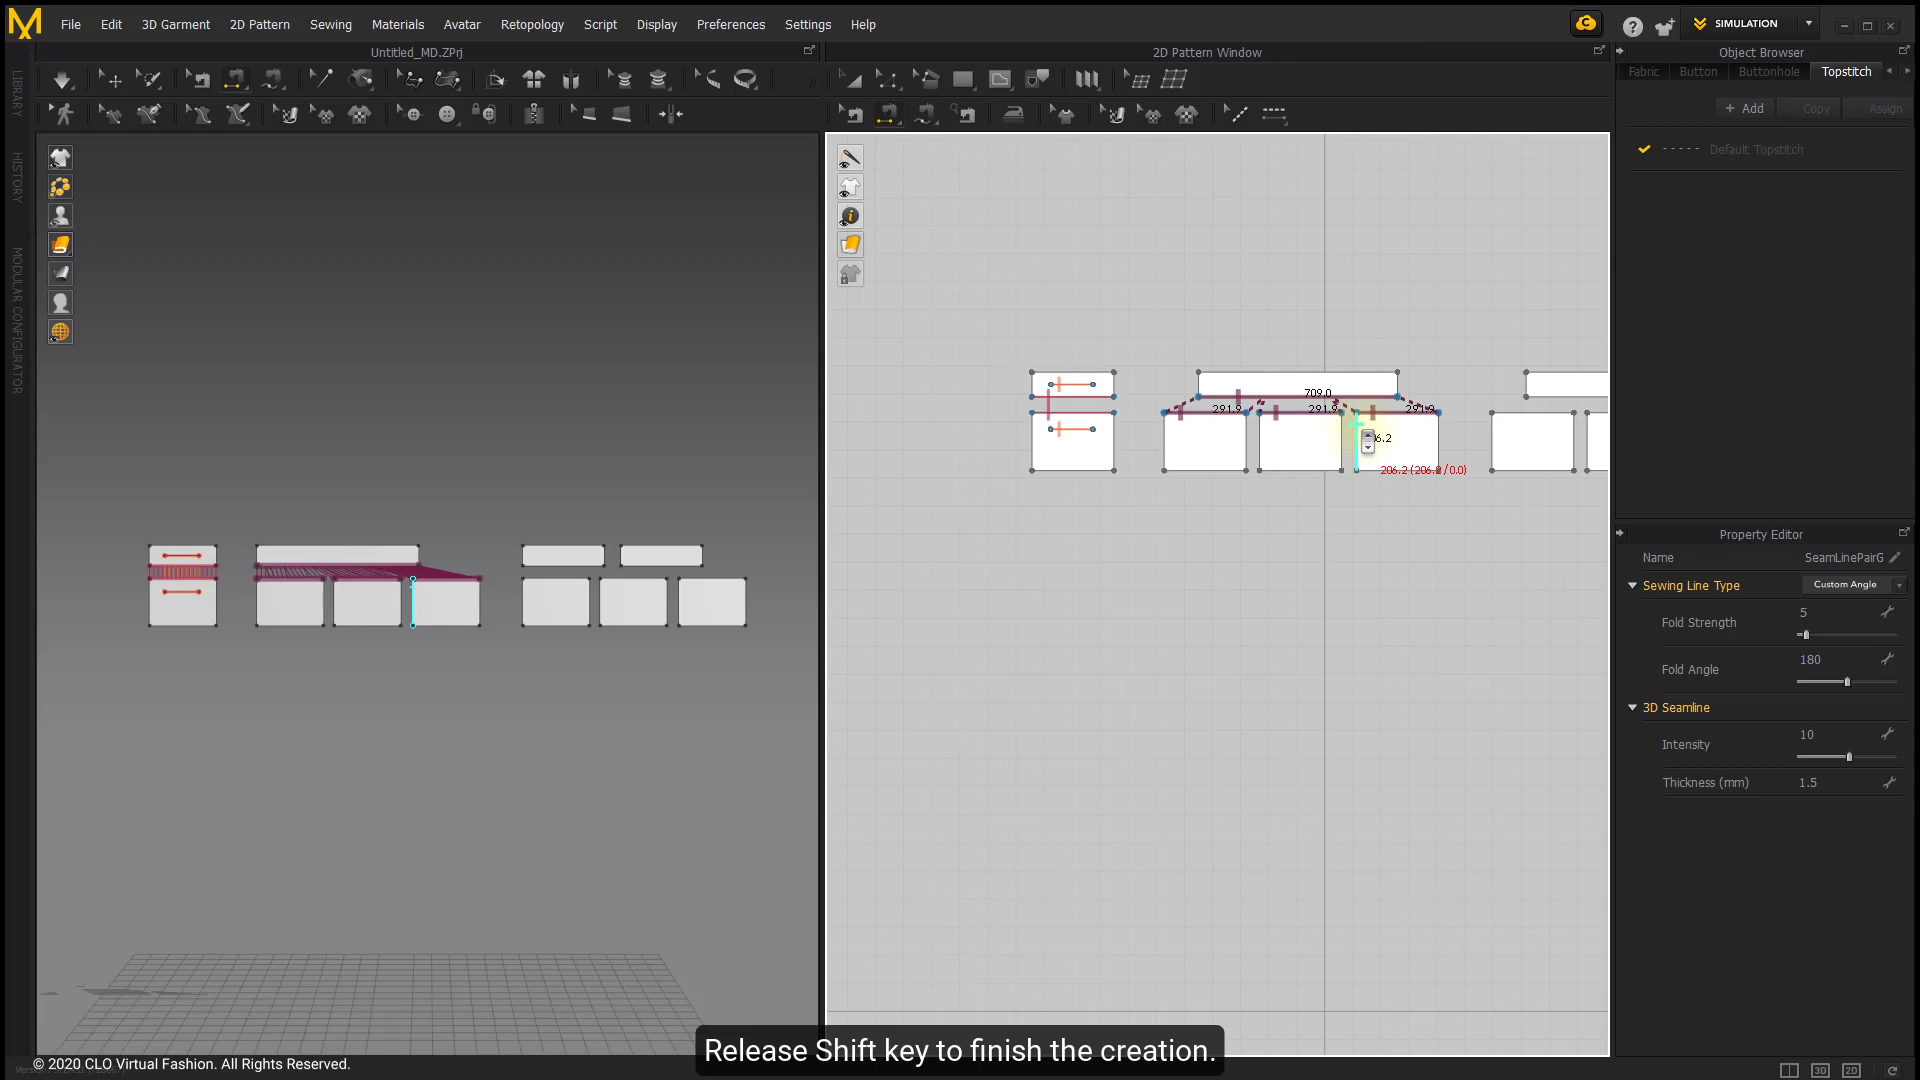 File Edit 3D Garment 2D Pattern Sewing Materials Avatar Retopology Script Display Preferences Settings Help
SIMULATION
Untitled_MD.ZPrj
2D Pattern Window
Object Browser
Fabric Button Buttonhole Topstitch
+ Add Copy Assign
Default Topstitch
LIBRARY
HISTORY
MODULAR CONFIGURATOR
709.0
291.9 291.9
206.2 (206.2 / 0.0)
Property Editor
Name SeamLinePairG
Sewing Line Type Custom Angle
Fold Strength 5
Fold Angle 180
3D Seamline
Intensity 10
Thickness (mm) 1.5
Release Shift key to finish the creation.
© 2020 CLO Virtual Fashion. All Rights Reserved.
3D 2D